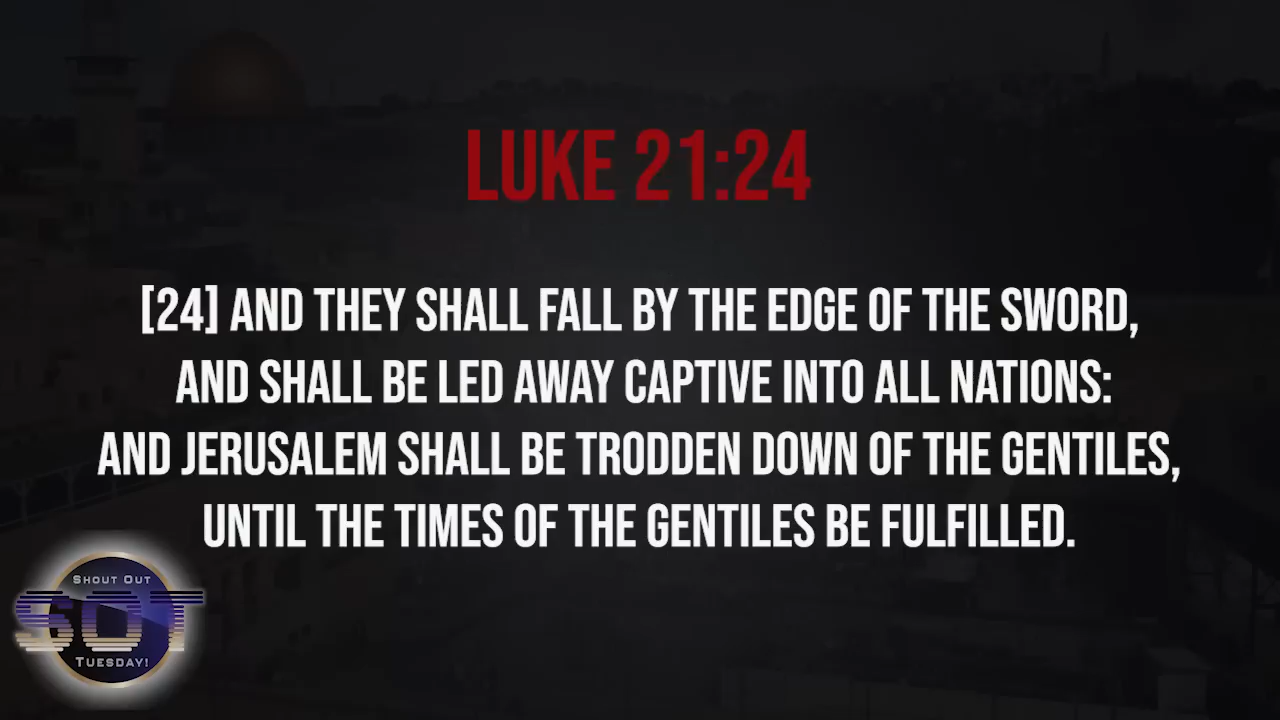 LUKE 21:24
[24] AND THEY SHALL FALL BY THE EDGE OF THE SWORD,
AND SHALL BE LED AWAY CAPTIVE INTO ALL NATIONS:
AND JERUSALEM SHALL BE TRODDEN DOWN OF THE GENTILES,
UNTIL THE TIMES OF THE GENTILES BE FULFILLED.
SHOUT OUT
SOT
TUESDAY!